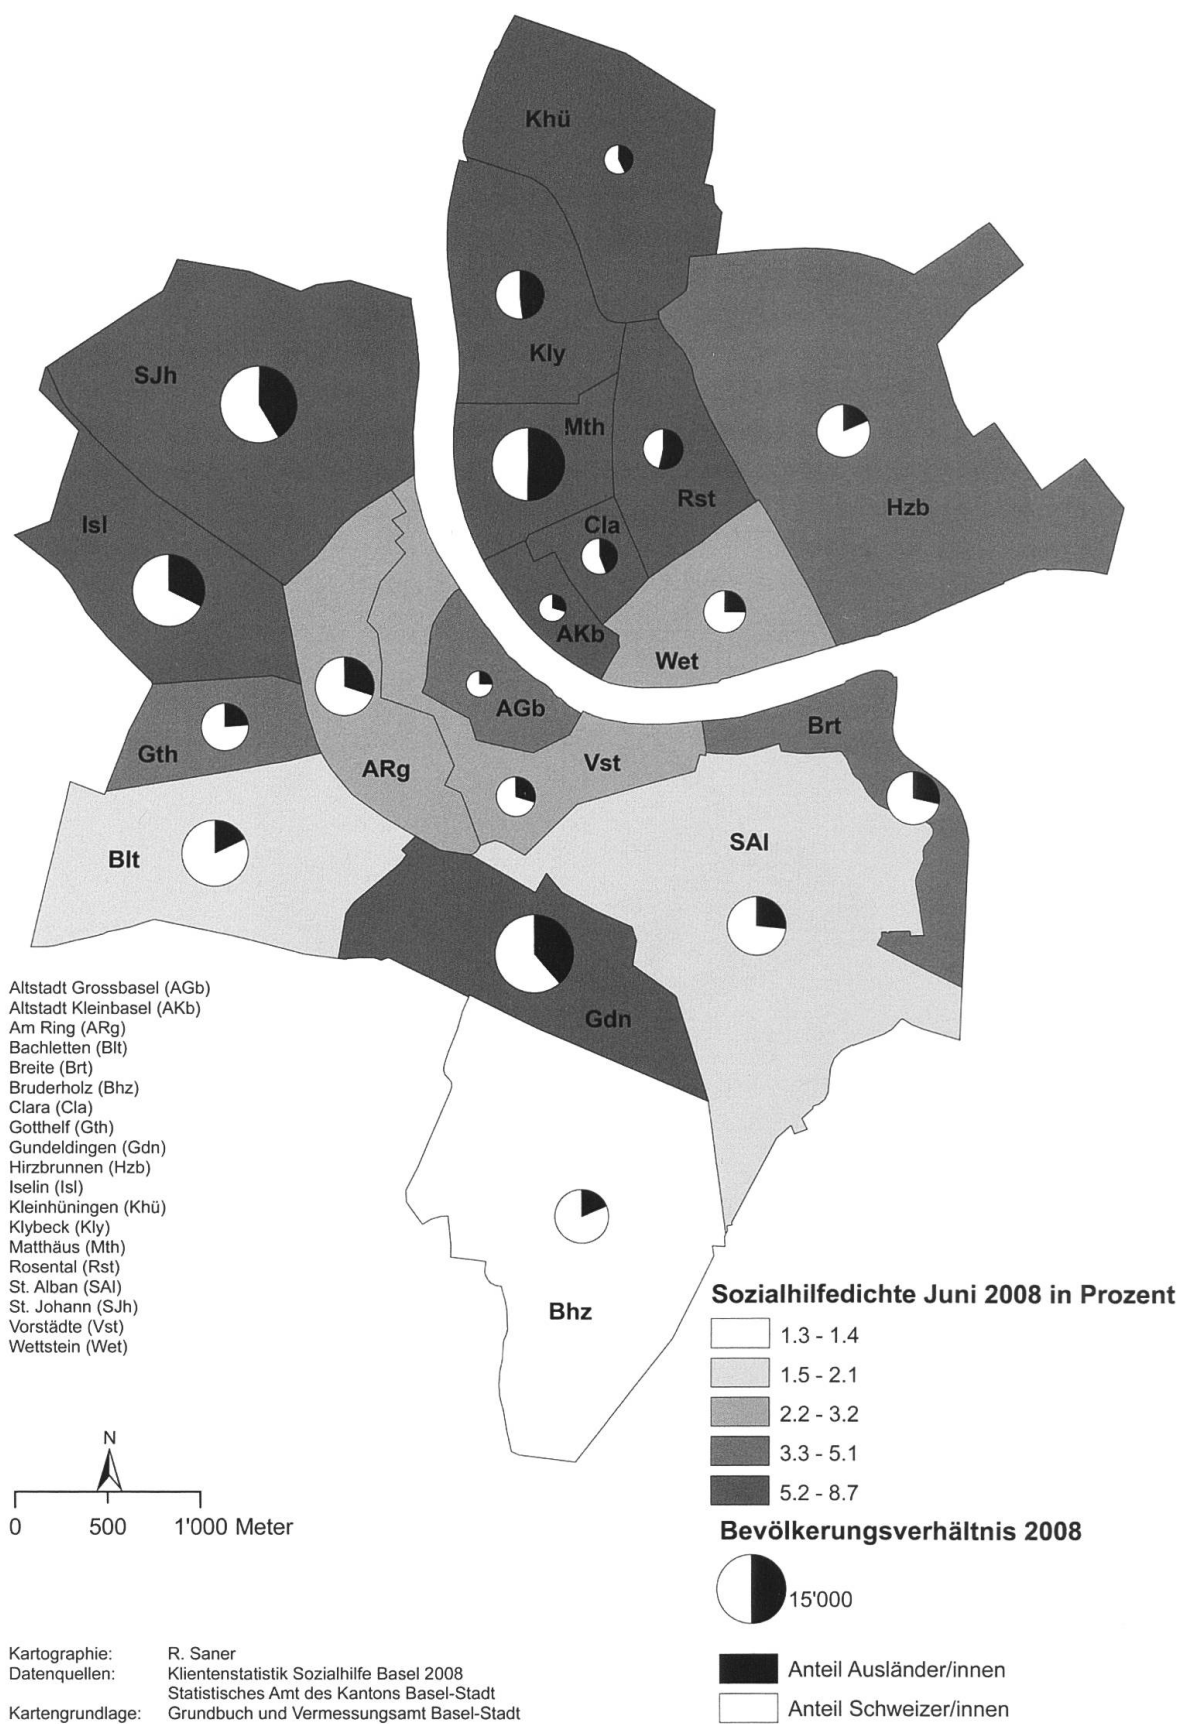 Khü
Kly
SJh
Mth
Isl
Rst
Hzb
Cla
AKb
Wet
AGb
Brt
Gth
ARg
Vst
Blt
SAl
Gdn
Bhz
Altstadt Grossbasel (AGb)
Altstadt Kleinbasel (AKb)
Am Ring (ARg)
Bachletten (Blt)
Breite (Brt)
Bruderholz (Bhz)
Clara (Cla)
Gotthelf (Gth)
Gundeldingen (Gdn)
Hirzbrunnen (Hzb)
Iselin (Isl)
Kleinhüningen (Khü)
Klybeck (Kly)
Matthäus (Mth)
Rosental (Rst)
St. Alban (SAl)
St. Johann (SJh)
Vorstädte (Vst)
Wettstein (Wet)
N
0 500 1'000 Meter
Sozialhilfedichte Juni 2008 in Prozent
1.3 - 1.4
1.5 - 2.1
2.2 - 3.2
3.3 - 5.1
5.2 - 8.7
Bevölkerungsverhältnis 2008
15'000
Anteil Ausländer/innen
Anteil Schweizer/innen
Kartographie: R. Saner
Datenquellen: Klientenstatistik Sozialhilfe Basel 2008
Statistisches Amt des Kantons Basel-Stadt
Kartengrundlage: Grundbuch und Vermessungsamt Basel-Stadt